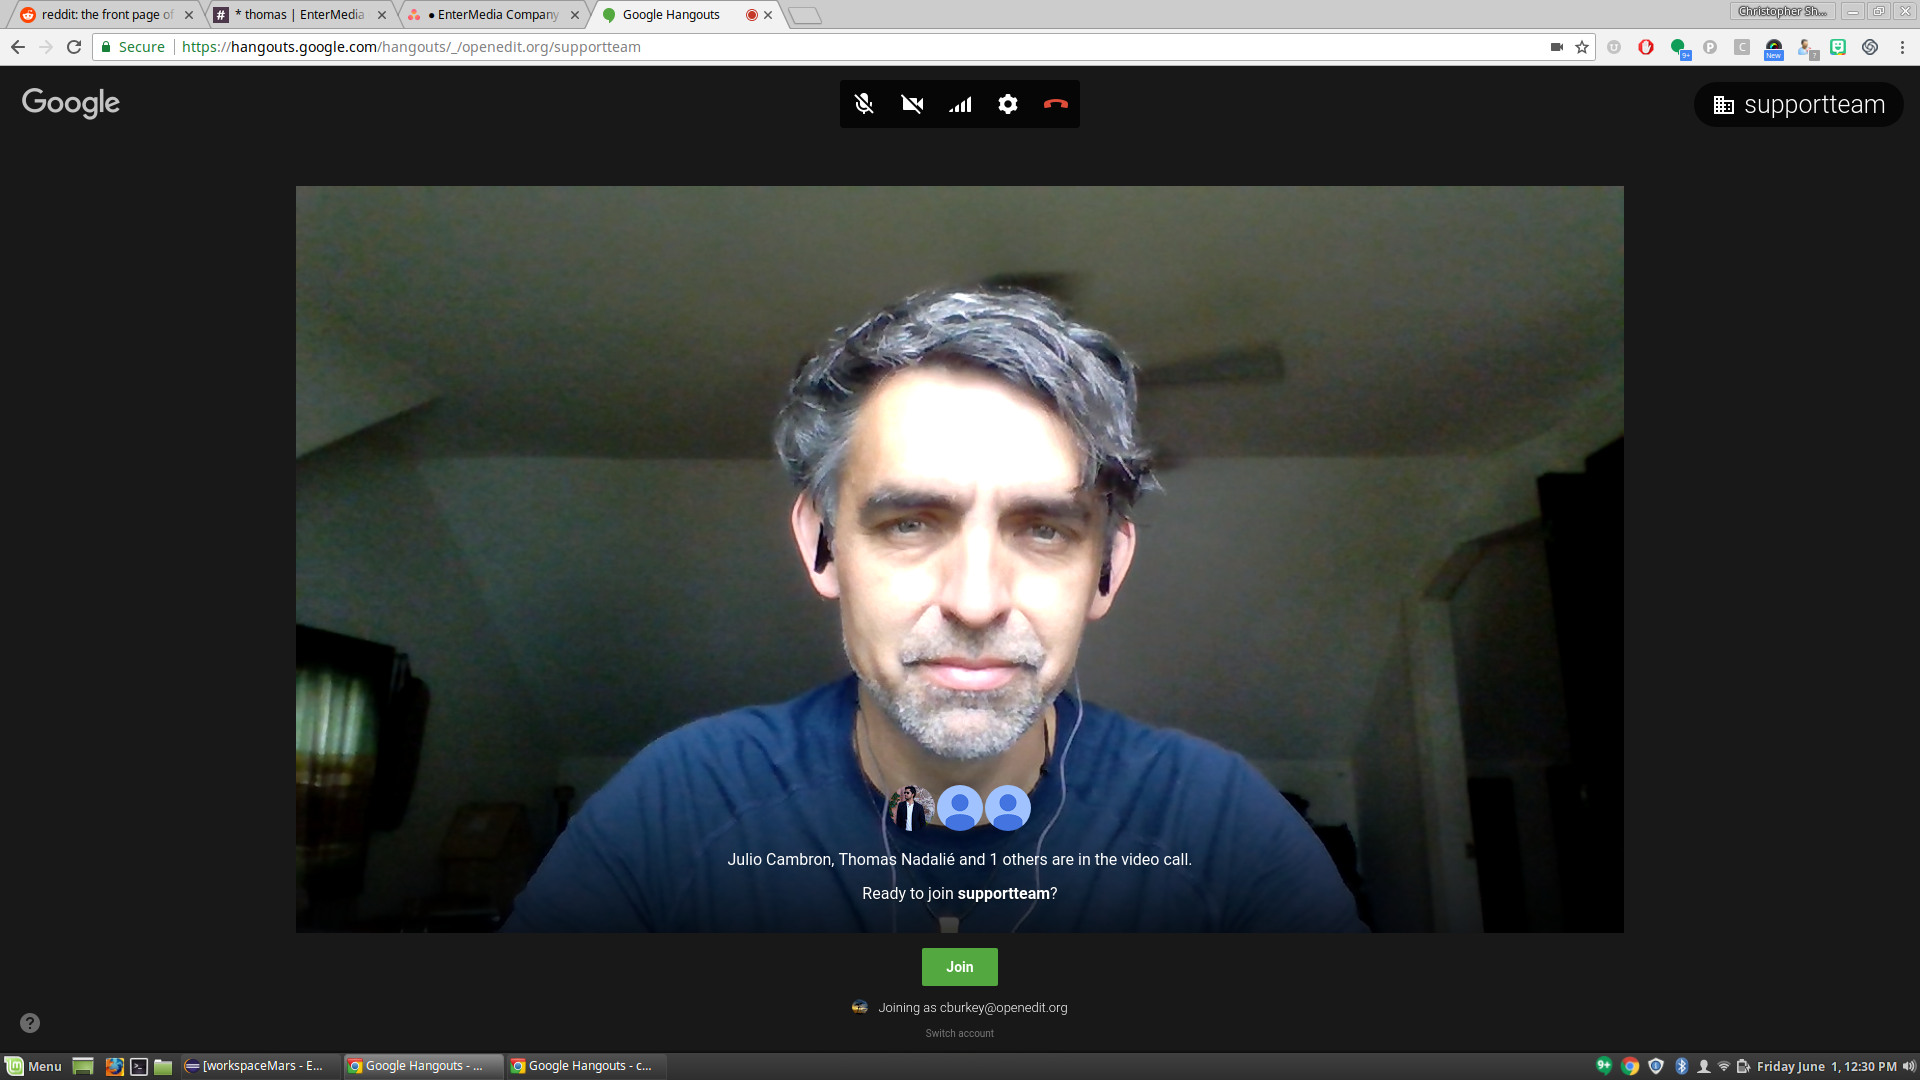 reddit: the front page of
* thomas | EnterMedia
● EnterMedia Company
Google Hangouts
Christopher Sh...
Secure
https://hangouts.google.com/hangouts/_/openedit.org/supportteam
9+
New
?
Google
supportteam
Julio Cambron, Thomas Nadalié and 1 others are in the video call.
Ready to join supportteam?
Join
Joining as cburkey@openedit.org
Switch account
?
Menu
[workspaceMars - E...
Google Hangouts - ...
Google Hangouts - c...
9+
Friday June 1, 12:30 PM